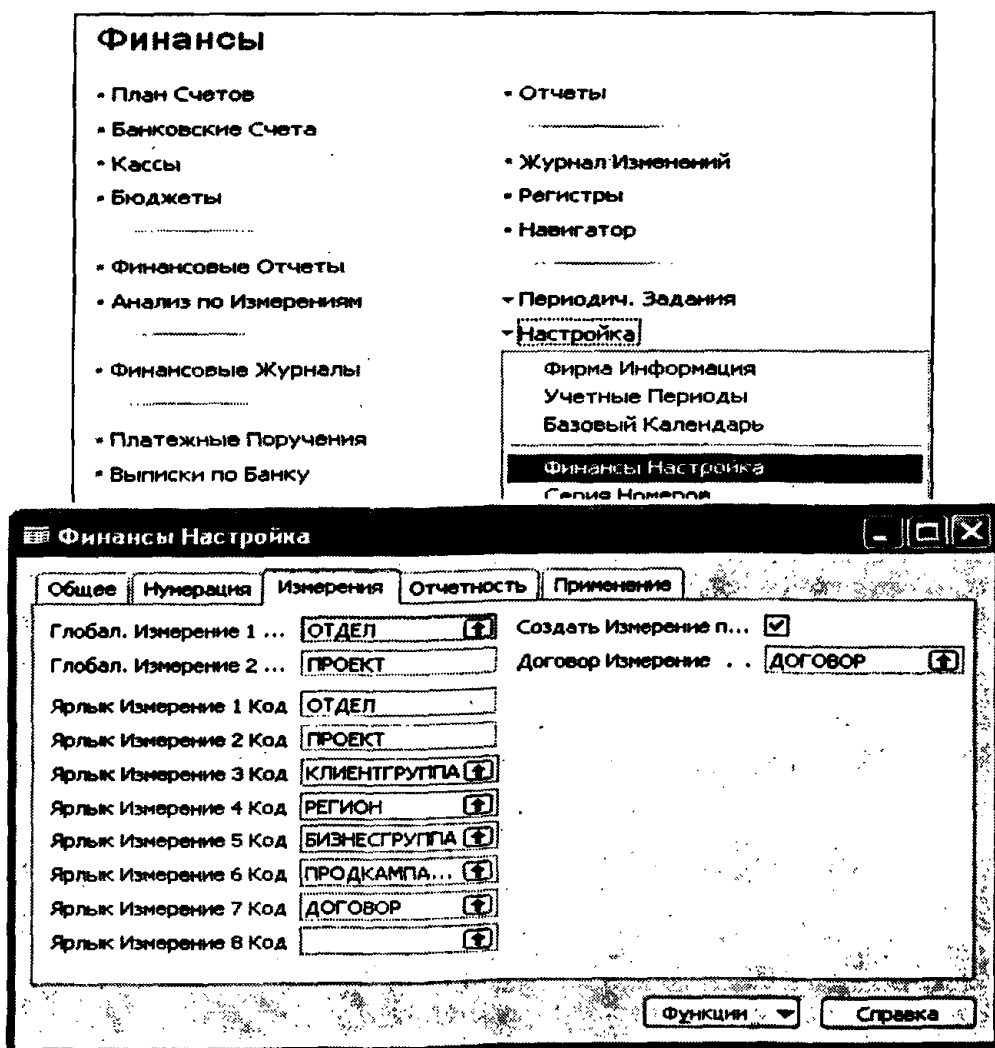 Финансы
План Счетов
Банковские Счета
Кассы
Бюджеты
Финансовые Отчеты
Анализ по Измерениям
Финансовые Журналы
Платежные Поручения
Выписки по Банку
Отчеты
Журнал Изменений
Регистры
Навигатор
Периодич. Задания
Настройка
Фирма Информация
Учетные Периоды
Базовый Календарь
Финансы Настройка
Серия Номеров
Финансы Настройка
Общее Нумерация Измерения Отчетность Применение
Глобал. Измерение 1 ... ОТДЕЛ
Глобал. Измерение 2 ... ПРОЕКТ
Ярлык Измерение 1 Код ОТДЕЛ
Ярлык Измерение 2 Код ПРОЕКТ
Ярлык Измерение 3 Код КЛИЕНТГРУППА
Ярлык Измерение 4 Код РЕГИОН
Ярлык Измерение 5 Код БИЗНЕСГРУППА
Ярлык Измерение 6 Код ПРОДКАМПА...
Ярлык Измерение 7 Код ДОГОВОР
Ярлык Измерение 8 Код
Создать Измерение п...
Договор Измерение . . ДОГОВОР
Функции Справка